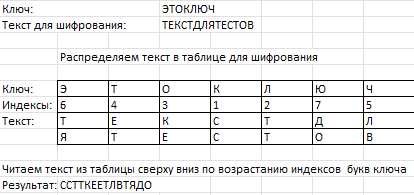 Ключ: ЭТОКЛЮЧ
Текст для шифрования: ТЕКСТДЛЯТЕСТОВ
Распределяем текст в таблице для шифрования
Ключ: Э Т О К Л Ю Ч
Индексы: 6 4 3 1 2 7 5
Текст: Т Е К С Т Д Л
Я Т Е С Т О В
Читаем текст из таблицы сверху вниз по возрастанию индексов букв ключа
Результат: ССТТКЕЕТЛВТЯДО